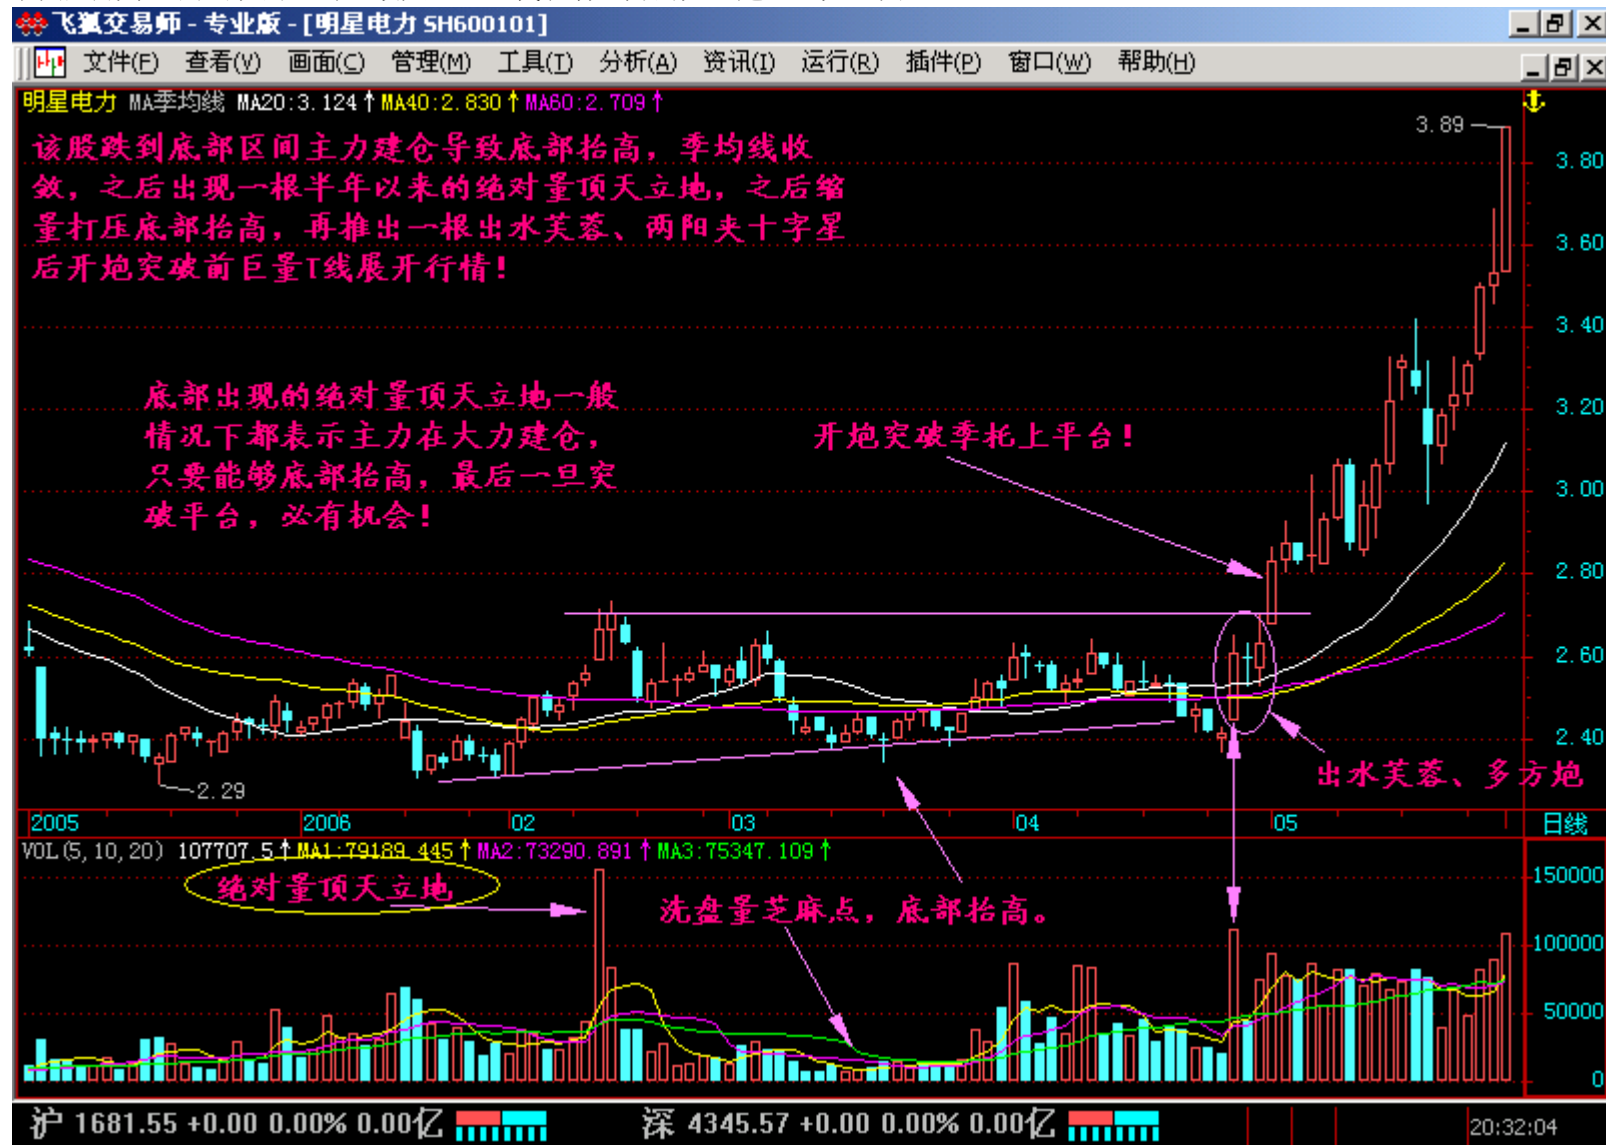 飞狐交易师 - 专业版 - [明星电力 SH600101]
文件(F) 查看(V) 画面(C) 管理(M) 工具(T) 分析(A) 资讯(I) 运行(R) 插件(P) 窗口(W) 帮助(H)
明星电力 MA季均线 MA20:3.124↑ MA40:2.830↑ MA60:2.709↑
3.89
该股跌到底部区间主力建仓导致底部抬高，季均线收
敛，之后出现一根半年以来的绝对量顶天立地，之后缩
量打压底部抬高，再推出一根出水芙蓉、两阳夹十字星
后开炮突破前巨量T线展开行情！
3.80
3.60
3.40
3.20
3.00
2.80
2.60
2.40
底部出现的绝对量顶天立地一般
情况下都表示主力在大力建仓，
只要能够底部抬高，最后一旦突
破平台，必有机会！
开炮突破季托上平台！
出水芙蓉、多方炮
2.29
2005 2006 02 03 04 05 日线
VOL(5,10,20) 107707.5↑ MA1:79189.445↑ MA2:73290.891↑ MA3:75347.109↑
绝对量顶天立地
洗盘量芝麻点，底部抬高。
150000
100000
50000
0
沪 1681.55 +0.00 0.00% 0.00亿 深 4345.57 +0.00 0.00% 0.00亿 20:32:04